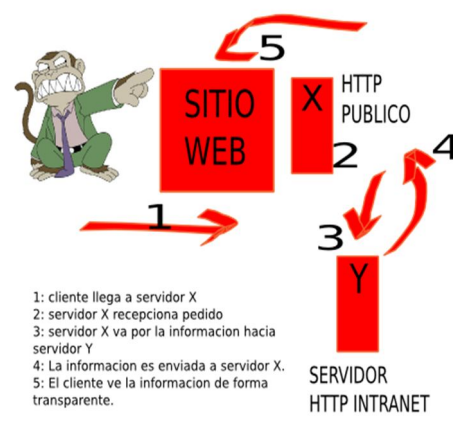 5
SITIO
WEB
X
HTTP
PUBLICO
2
4
1
3
Y
1: cliente llega a servidor X
2: servidor X recepciona pedido
3: servidor X va por la informacion hacia
servidor Y
4: La informacion es enviada a servidor X.
5: El cliente ve la informacion de forma
transparente.
SERVIDOR
HTTP INTRANET